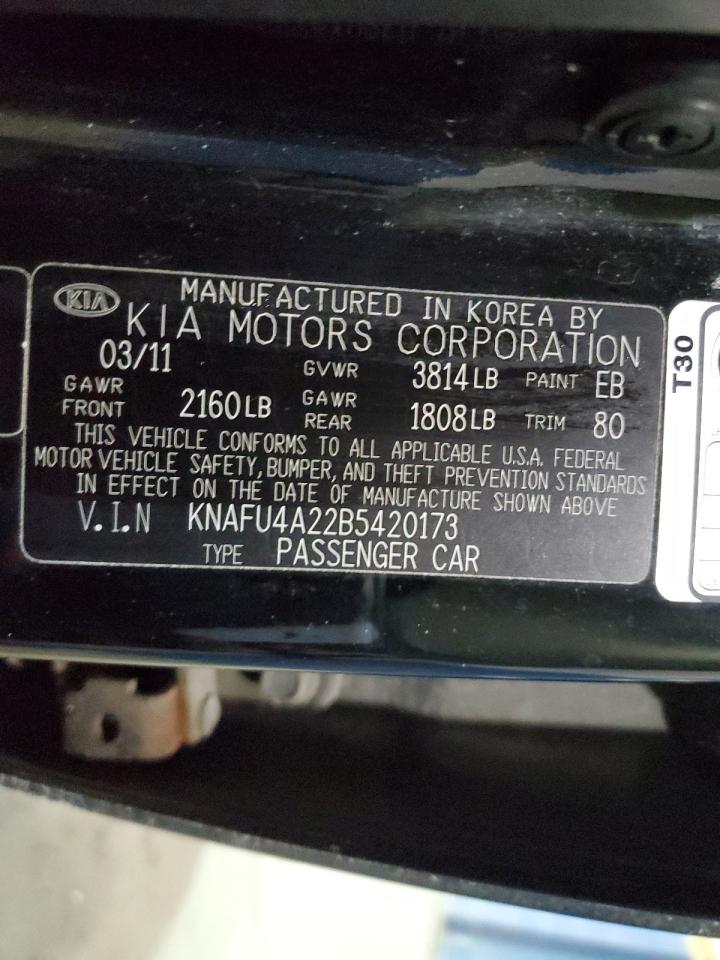 KIA MANUFACTURED IN KOREA BY
KIA MOTORS CORPORATION
03/11 GVWR 3814LB PAINT EB
GAWR FRONT 2160LB GAWR REAR 1808LB TRIM 80
THIS VEHICLE CONFORMS TO ALL APPLICABLE U.S.A. FEDERAL
MOTOR VEHICLE SAFETY, BUMPER, AND THEFT PREVENTION STANDARDS
IN EFFECT ON THE DATE OF MANUFACTURE SHOWN ABOVE
V.I.N KNAFU4A22B5420173
TYPE PASSENGER CAR
T30